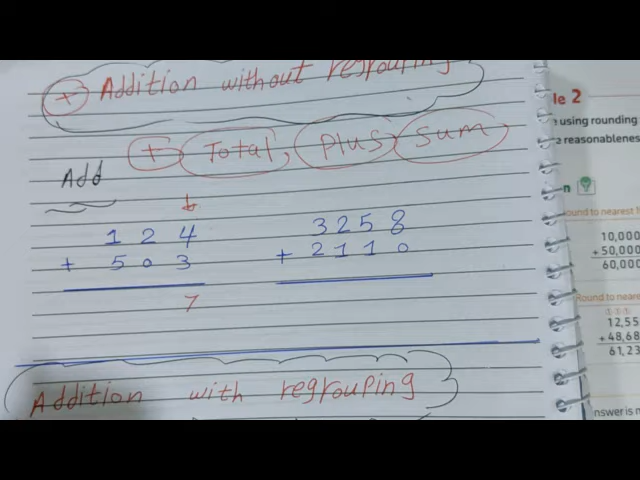 + Addition without regrouping
+ Total, Plus, sum
Add
1 2 4
+ 5 0 3
7
3 2 5 8
+ 2 1 1 0
Addition with regrouping
le 2
using rounding
reasonableness
n
ound to nearest
10,000
+ 50,000
60,000
Round to neare
12,55
+ 48,68
61,23
nswer is n